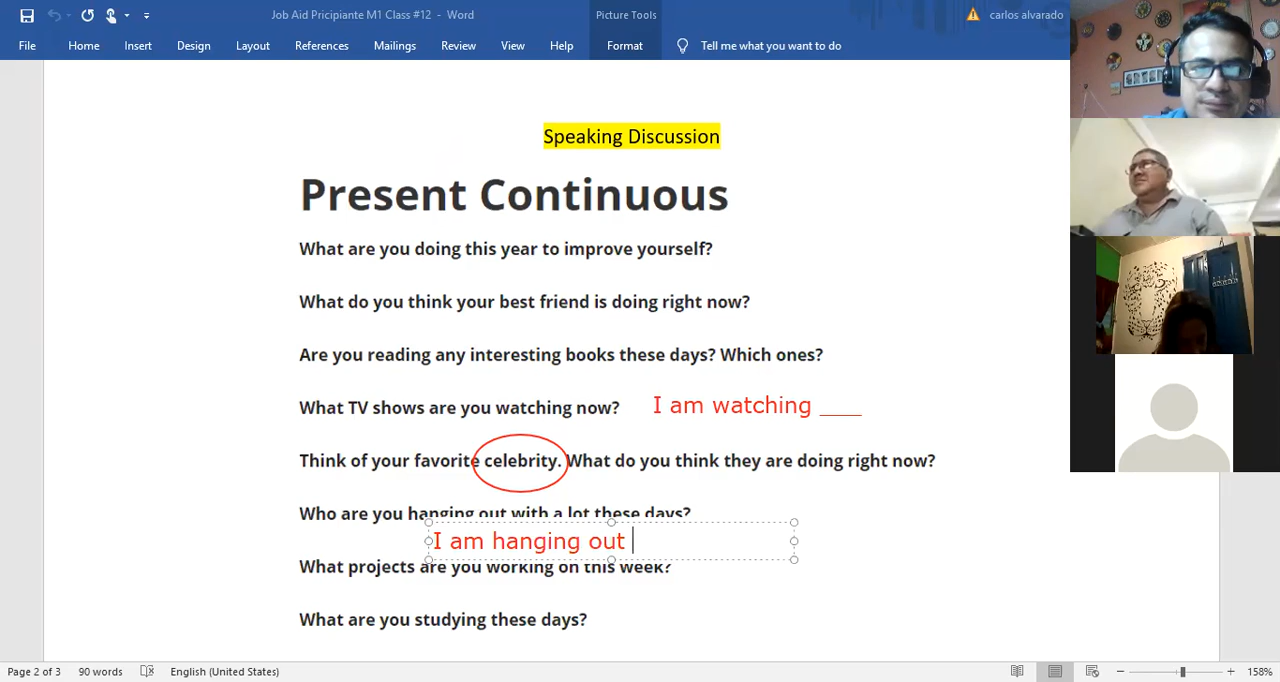 Job Aid Pricipiante M1 Class #12 - Word
Picture Tools
carlos alvarado
File Home Insert Design Layout References Mailings Review View Help Format Tell me what you want to do
Speaking Discussion
Present Continuous
What are you doing this year to improve yourself?
What do you think your best friend is doing right now?
Are you reading any interesting books these days? Which ones?
What TV shows are you watching now? I am watching ___
Think of your favorite celebrity. What do you think they are doing right now?
Who are you hanging out with a lot these days?
I am hanging out
What projects are you working on this week?
What are you studying these days?
Page 2 of 3 90 words English (United States) 158%